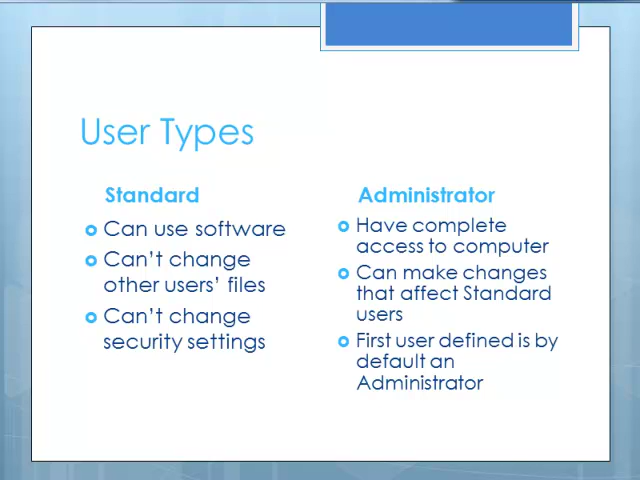 User Types
Standard
Can use software
Can't change
other users' files
Can't change
security settings
Administrator
Have complete
access to computer
Can make changes
that affect Standard
users
First user defined is by
default an
Administrator